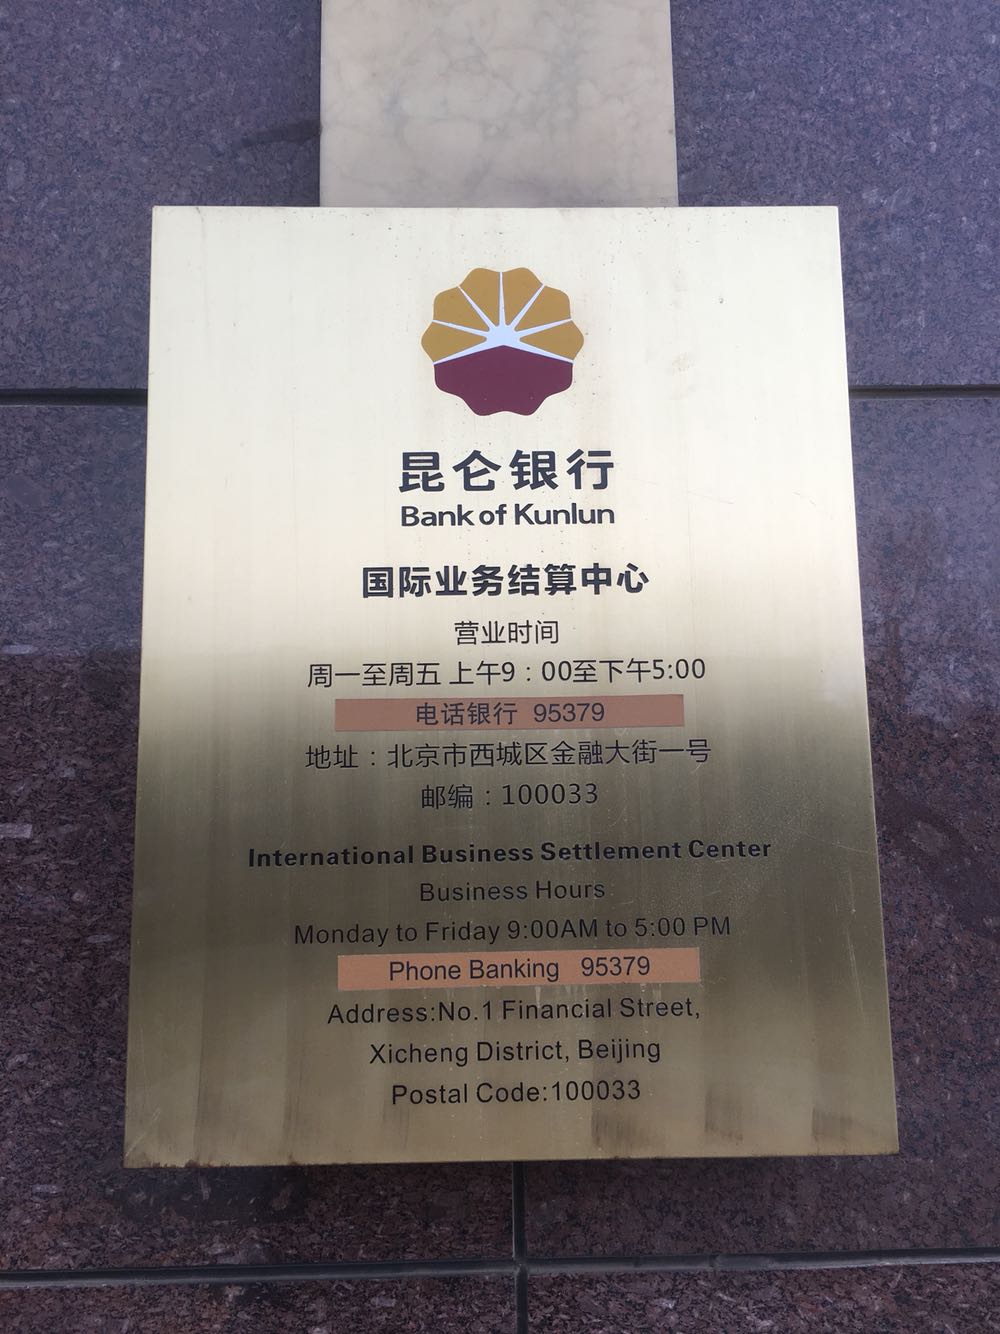 昆仑银行
Bank of Kunlun
国际业务结算中心
营业时间
周一至周五 上午9：00至下午5:00
电话银行 95379
地址：北京市西城区金融大街一号
邮编：100033
International Business Settlement Center
Business Hours
Monday to Friday 9:00AM to 5:00 PM
Phone Banking 95379
Address:No.1 Financial Street,
Xicheng District, Beijing
Postal Code:100033